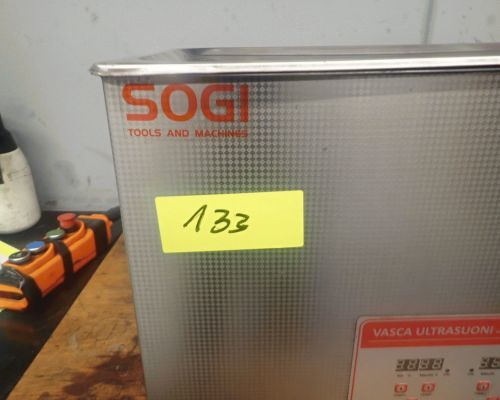 SOGI
TOOLS AND MACHINES
133
VASCA ULTRASUONI